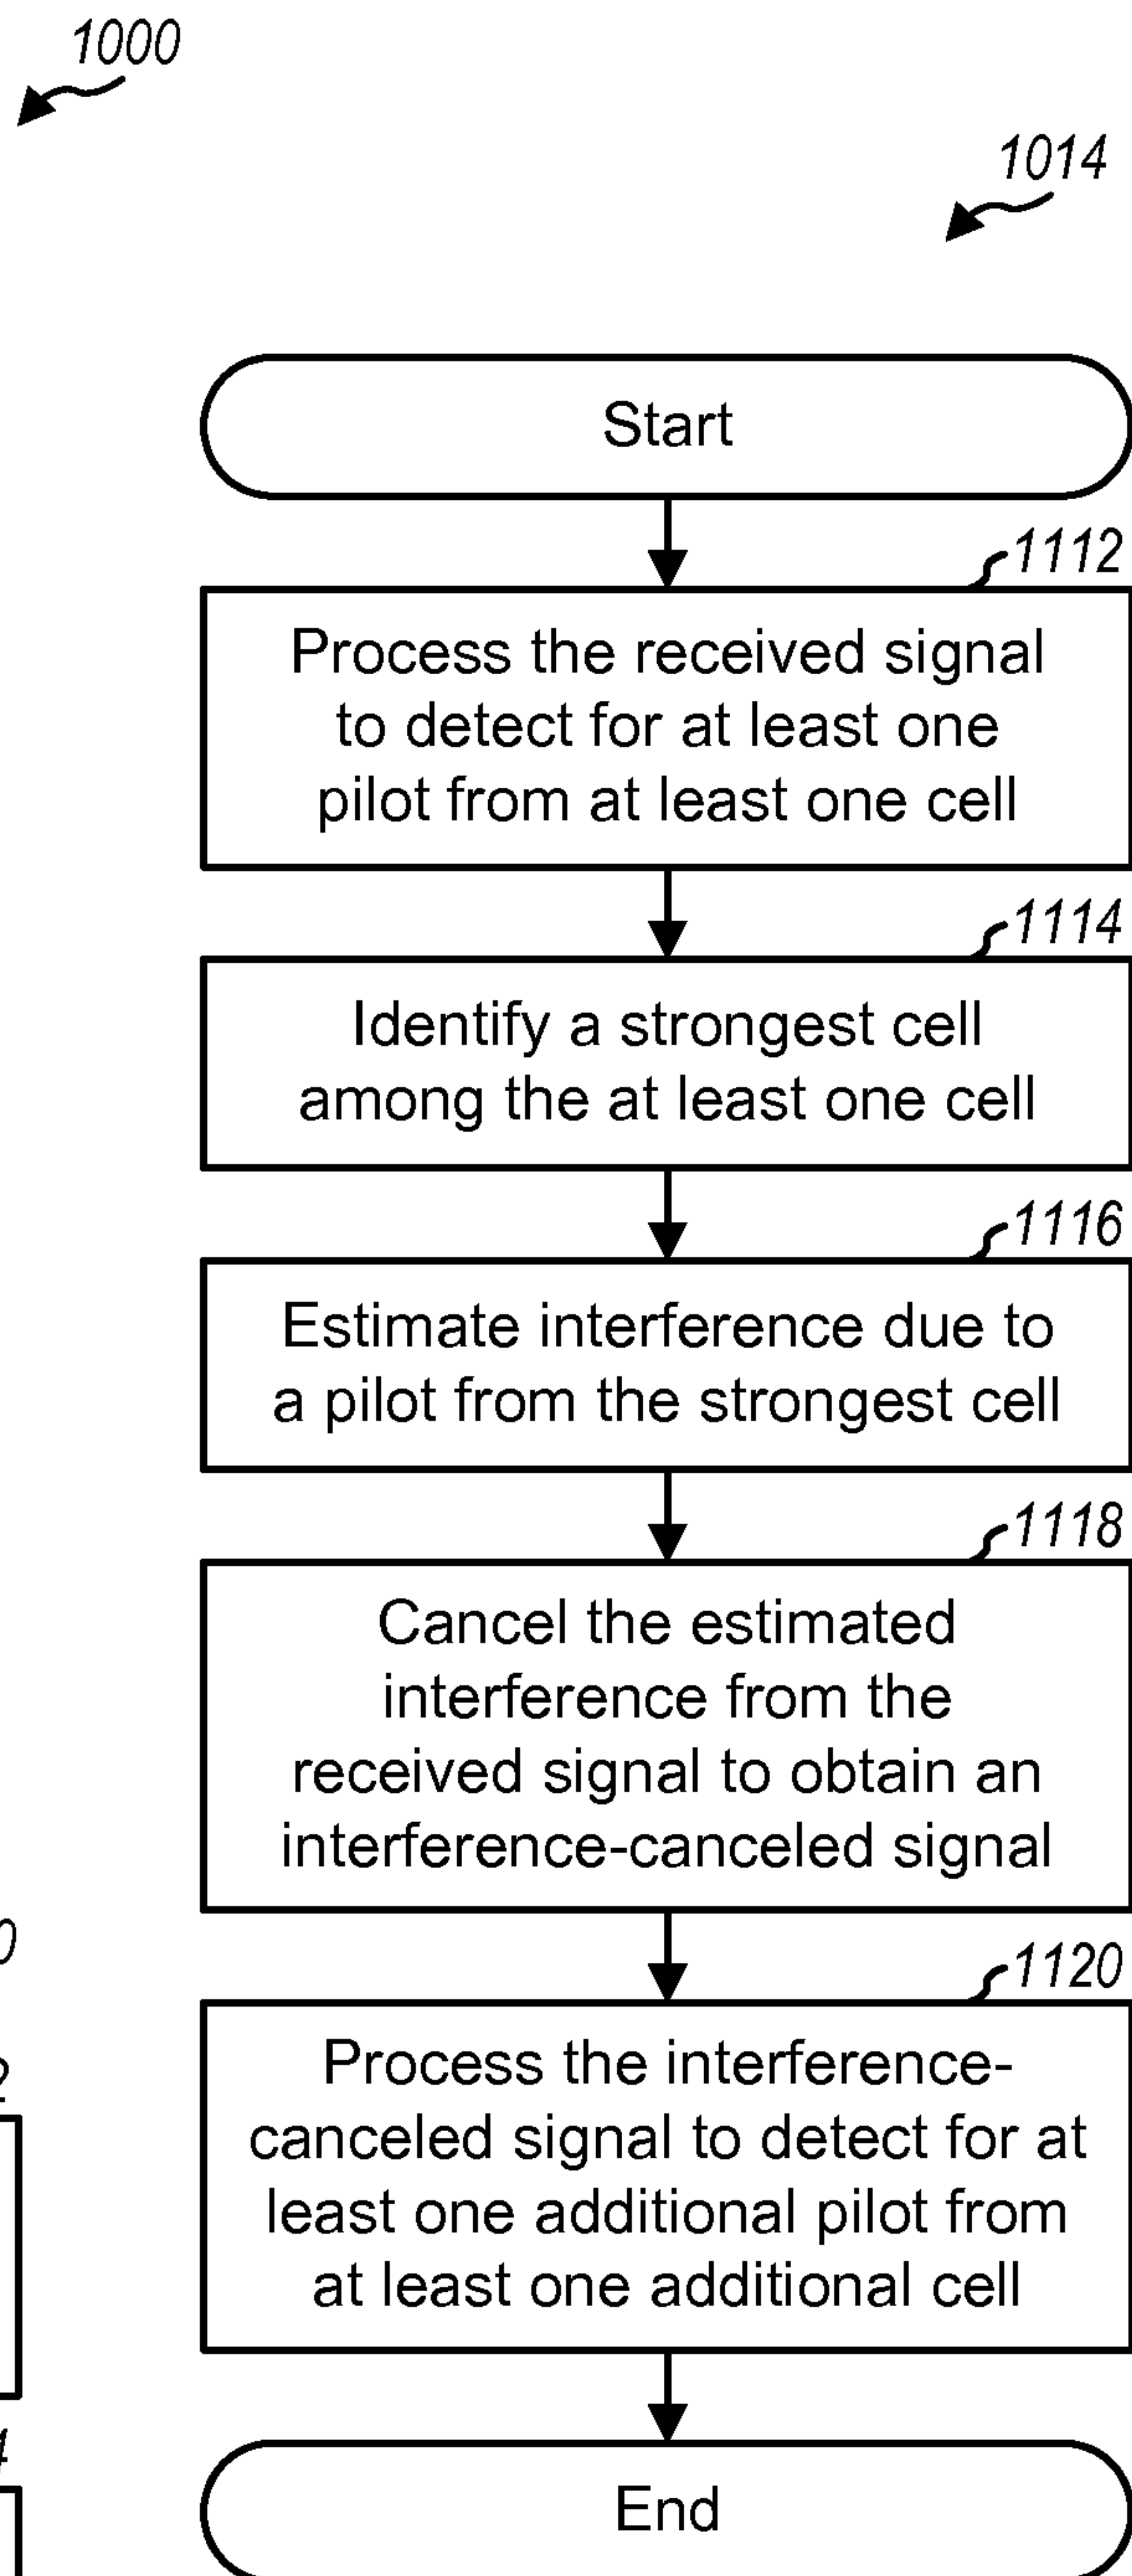 1000
1014
Start
1112
Process the received signal
to detect for at least one
pilot from at least one cell
1114
Identify a strongest cell
among the at least one cell
1116
Estimate interference due to
a pilot from the strongest cell
1118
Cancel the estimated
interference from the
received signal to obtain an
interference-canceled signal
1120
Process the interference-
canceled signal to detect for at
least one additional pilot from
at least one additional cell
End